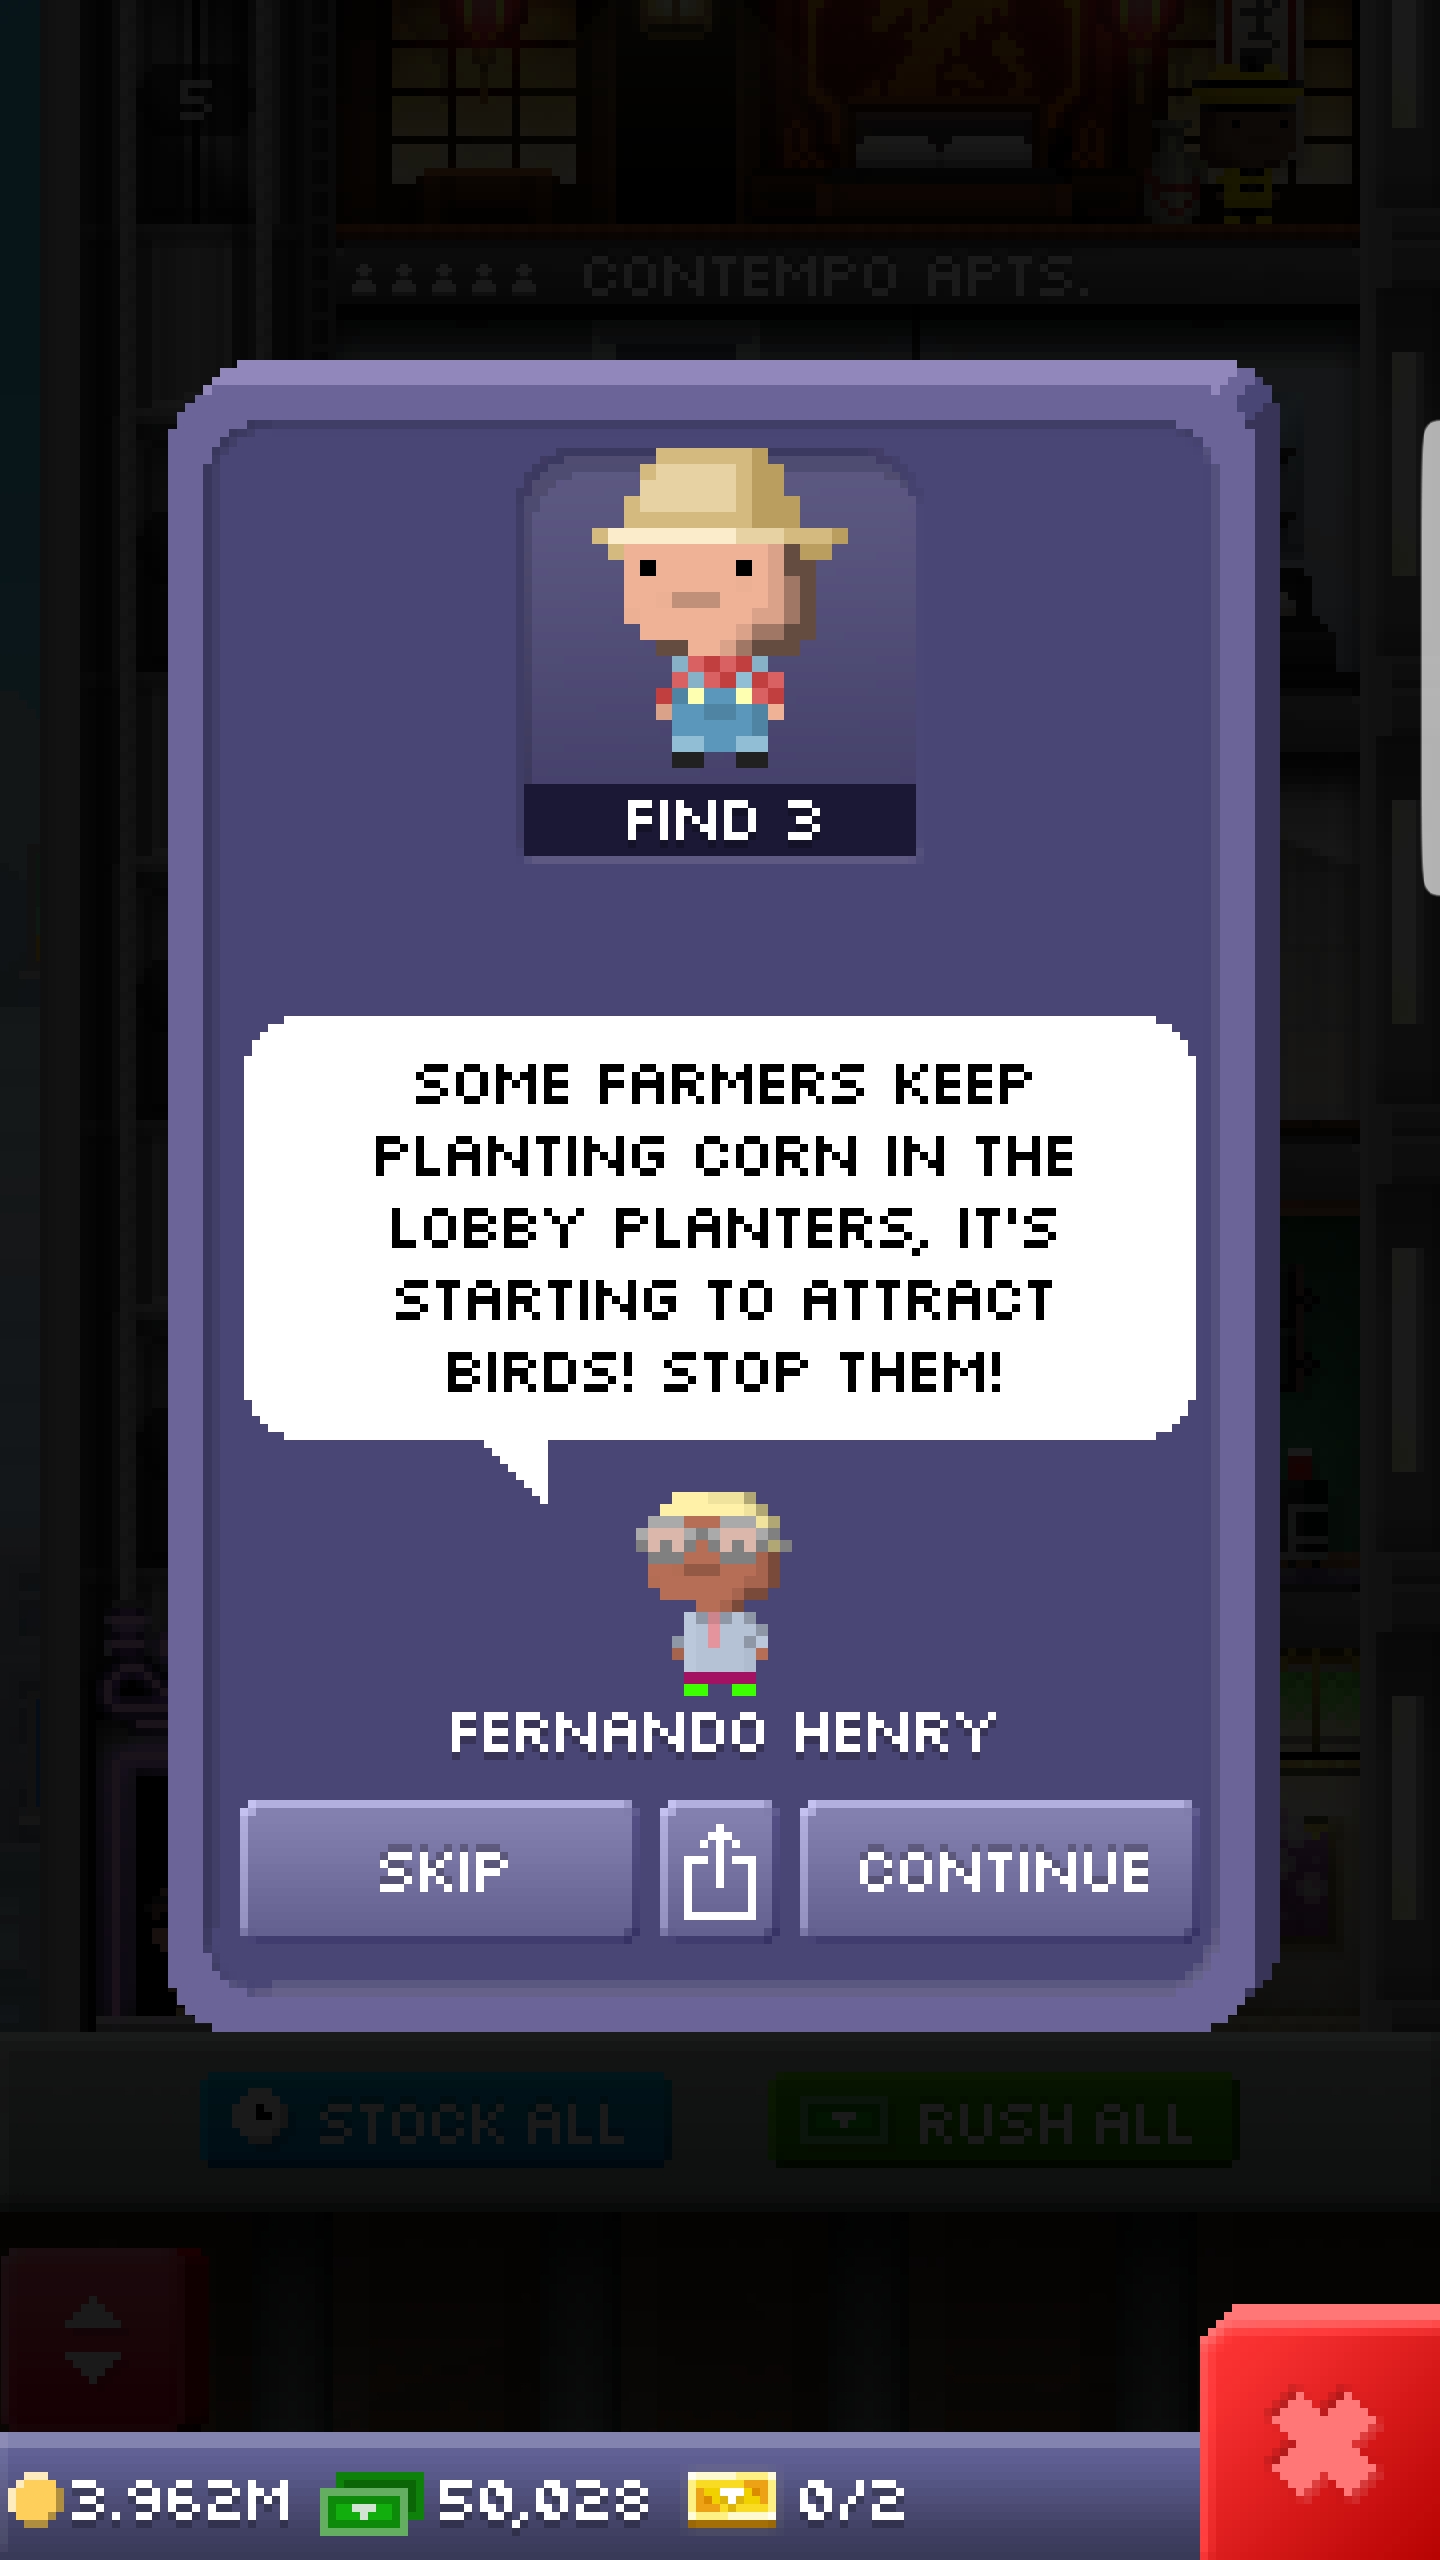 5
CONTEMPO APTS.
FIND 3
SOME FARMERS KEEP
PLANTING CORN IN THE
LOBBY PLANTERS, IT'S
STARTING TO ATTRACT
BIRDS! STOP THEM!
FERNANDO HENRY
SKIP
CONTINUE
STOCK ALL
RUSH ALL
3.962M
50,028
0/2